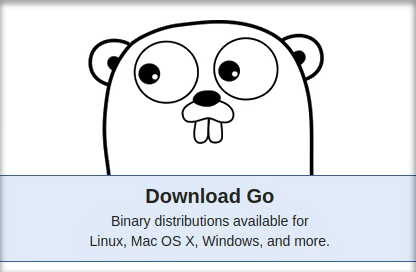 Download Go
Binary distributions available for
Linux, Mac OS X, Windows, and more.